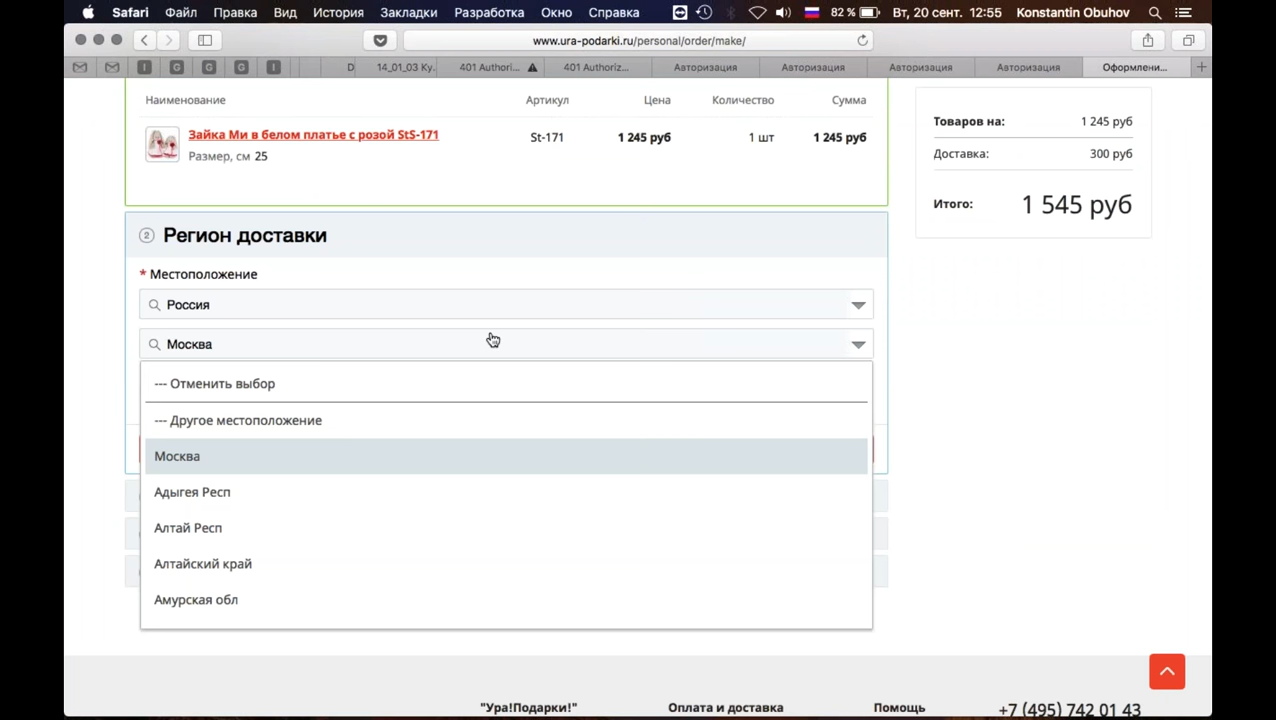 Safari Файл Правка Вид История Закладки Разработка Окно Справка 82 % Вт, 20 сент. 12:55 Konstantin Obuhov
www.ura-podarki.ru/personal/order/make/
I G G G I D 14_01_03 Ку. 401 Authori... 401 Authoriz... Авторизация Авторизация Авторизация Авторизация Оформлени...
Наименование Артикул Цена Количество Сумма
Зайка Ми в белом платье с розой StS-171 St-171 1 245 руб 1 шт 1 245 руб
Размер, см 25
Товаров на: 1 245 руб
Доставка: 300 руб
Итого: 1 545 руб
2 Регион доставки
* Местоположение
Россия
Москва
--- Отменить выбор
--- Другое местоположение
Москва
Адыгея Респ
Алтай Респ
Алтайский край
Амурская обл
"Ура!Подарки!" Оплата и доставка Помощь +7 (495) 742 01 43